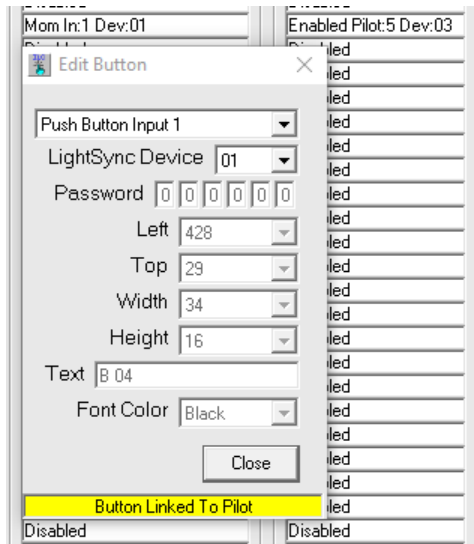 Mom In:1 Dev:01
Enabled Pilot:5 Dev:03
Edit Button
Push Button Input 1
LightSync Device 01
Password 0 0 0 0 0 0
Left 428
Top 29
Width 34
Height 16
Text B 04
Font Color Black
Close
Button Linked To Pilot
Disabled
Disabled